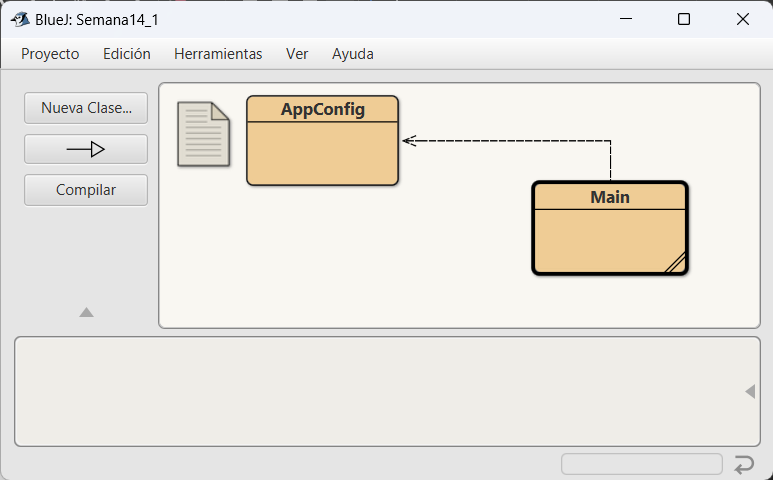 BlueJ: Semana14_1
Proyecto Edición Herramientas Ver Ayuda
Nueva Clase...
Compilar
AppConfig
Main